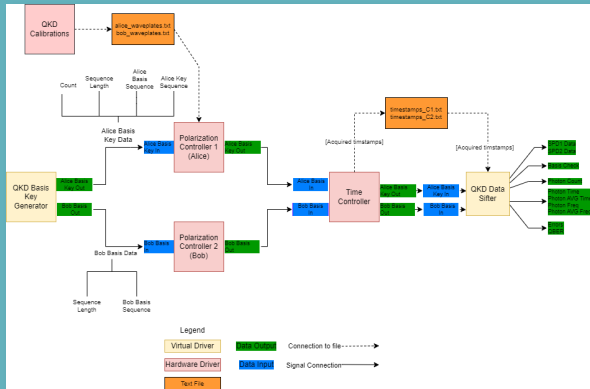 QKD
Calibrations
alice_waveplates.txt
bob_waveplates.txt
Count
Sequence
Length
Alice
Basis
Sequence
Alice Key
Sequence
Alice Basis
Key Data
timestamps_C1.txt
timestamps_C2.txt
[Acquired timstamps]
[Acquired timstamps]
QKD Basis
Key
Generator
Alice Basis
Key Out
Bob Basis
Out
Alice Basis
Key In
Polarization
Controller 1
(Alice)
Alice Basis
Key Out
Bob Basis
In
Polarization
Controller 2
(Bob)
Bob Basis
Out
Bob Basis Data
Sequence
Length
Bob Basis
Sequence
Alice Basis
In
Bob Basis
In
Time
Controller
Alice Basis
Key Out
Bob Basis
Out
Alice Basis
Key In
Bob Basis
In
QKD Data
Sifter
SPD1 Data
SPD2 Data
Basis Check
Photon Count
Photon Time
Photon AVG Time
Photon Freq
Photon AVG Freq
Legend
Virtual Driver
Data Output
Connection to file
Hardware Driver
Data Input
Signal Connection
Text File